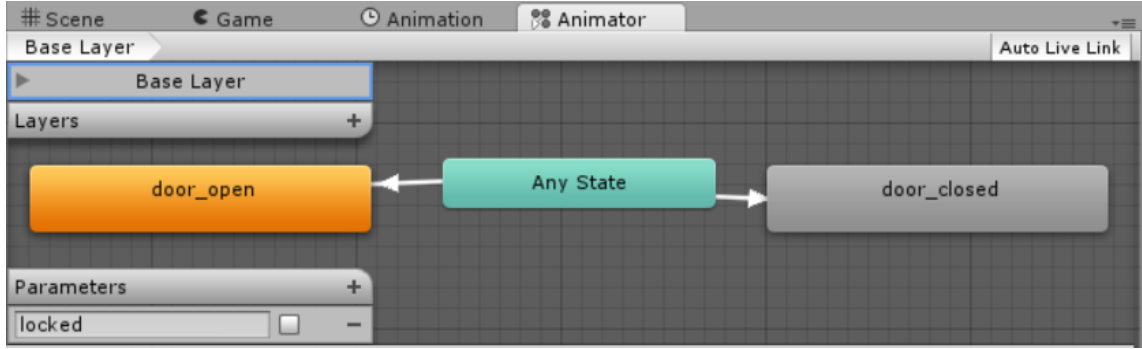 Scene Game Animation Animator
Base Layer Auto Live Link
Base Layer
Layers +
door_open Any State door_closed
Parameters +
locked −